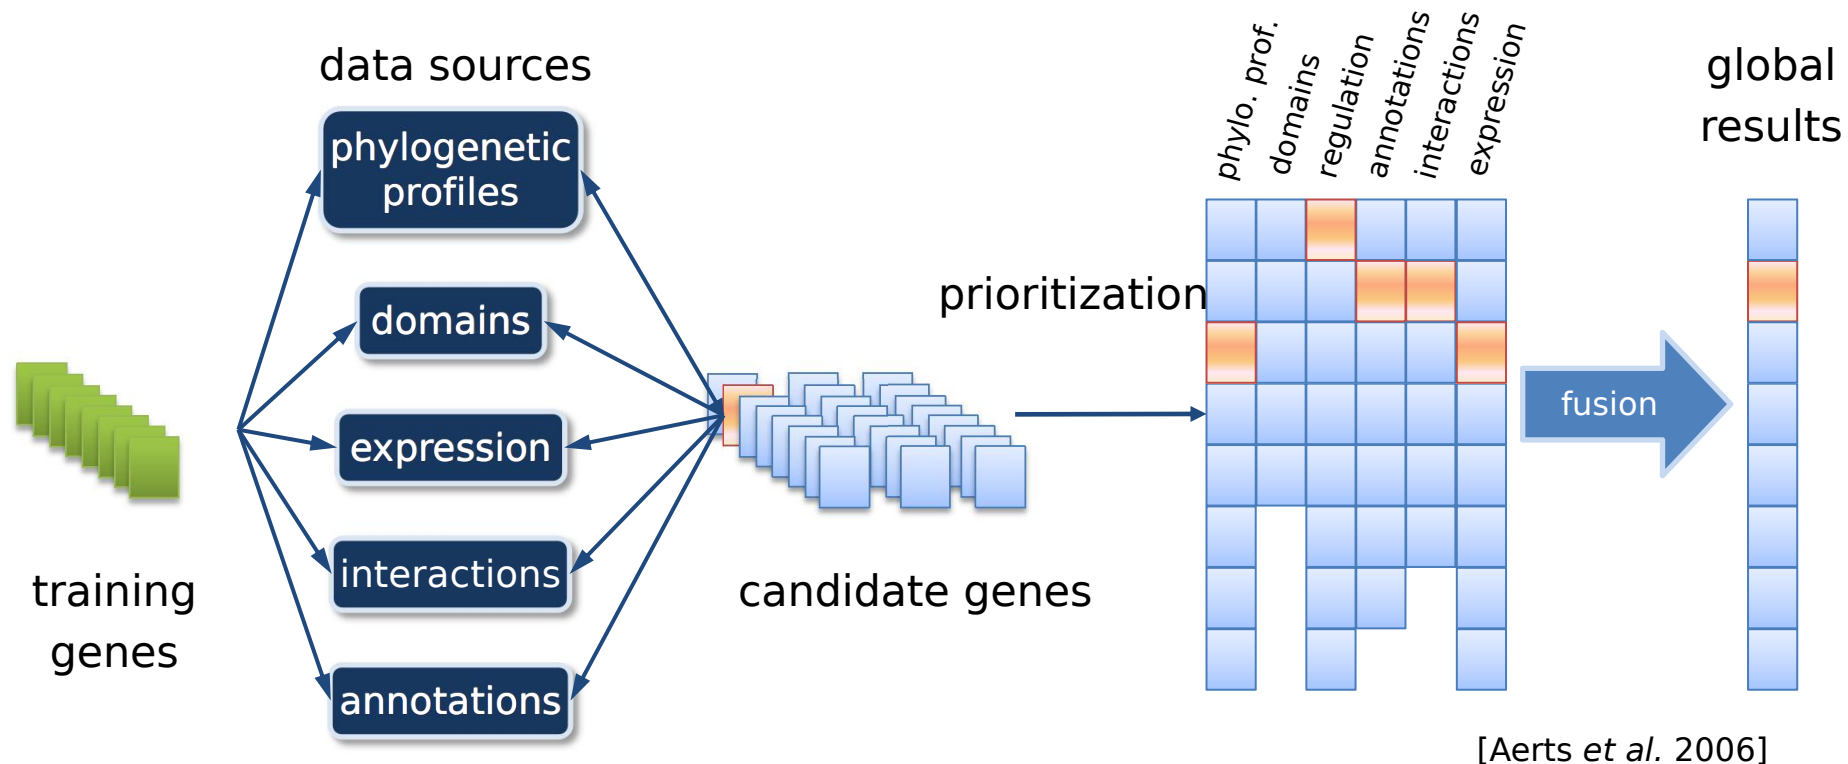 data sources
phylogenetic
profiles
domains
expression
interactions
annotations
training
genes
candidate genes
prioritization
phylo. prof.
domains
regulation
annotations
interactions
expression
fusion
global
results
[Aerts et al. 2006]